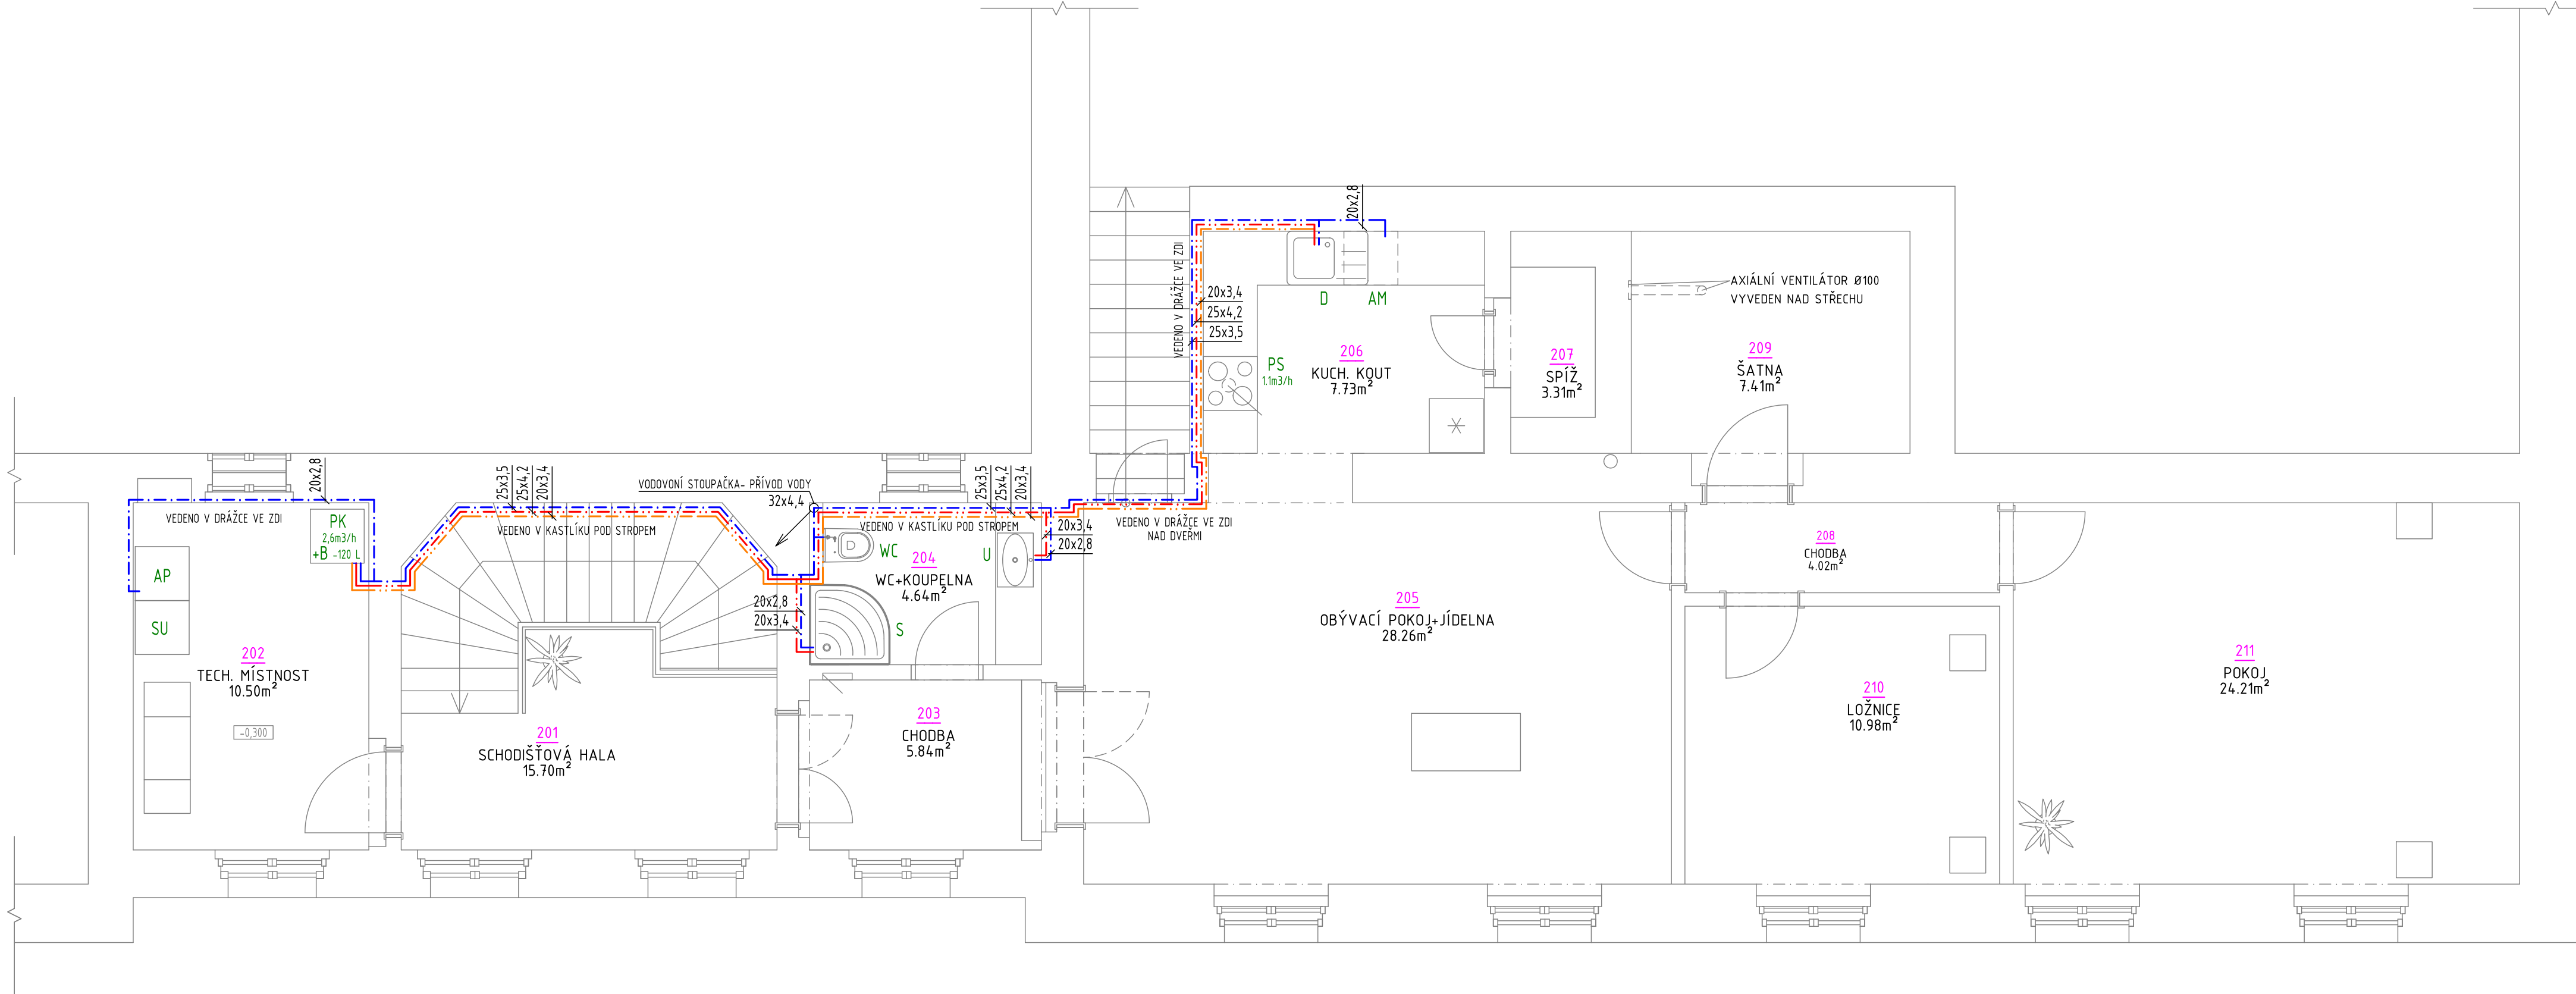 20x2,8
VEDENO V DRÁŽCE VE ZDI
20x3,4
25x4,2
25x3,5
D
AM
PS
1.1m3/h
206
KUCH. KOUT
7.73m²
207
SPÍŽ
3.31m²
209
ŠATNA
7.41m²
AXIÁLNÍ VENTILÁTOR Ø100
VYVEDEN NAD STŘECHU
20x2,8
VEDENO V DRÁŽCE VE ZDI
PK
2,6m3/h
+B -120 L
AP
SU
202
TECH. MÍSTNOST
10.50m²
-0,300
25x3,5
25x4,2
20x3,4
VEDENO V KASTLÍKU POD STROPEM
VODOVONÍ STOUPAČKA- PŘÍVOD VODY
32x4,4
201
SCHODIŠŤOVÁ HALA
15.70m²
25x3,5
25x4,2
20x3,4
VEDENO V KASTLÍKU POD STROPEM
WC
U
204
WC+KOUPELNA
4.64m²
S
20x2,8
20x3,4
20x3,4
20x2,8
VEDENO V DRÁŽCE VE ZDI
NAD DVEŘMI
203
CHODBA
5.84m²
205
OBÝVACÍ POKOJ+JÍDELNA
28.26m²
208
CHODBA
4.02m²
210
LOŽNICE
10.98m²
211
POKOJ
24.21m²